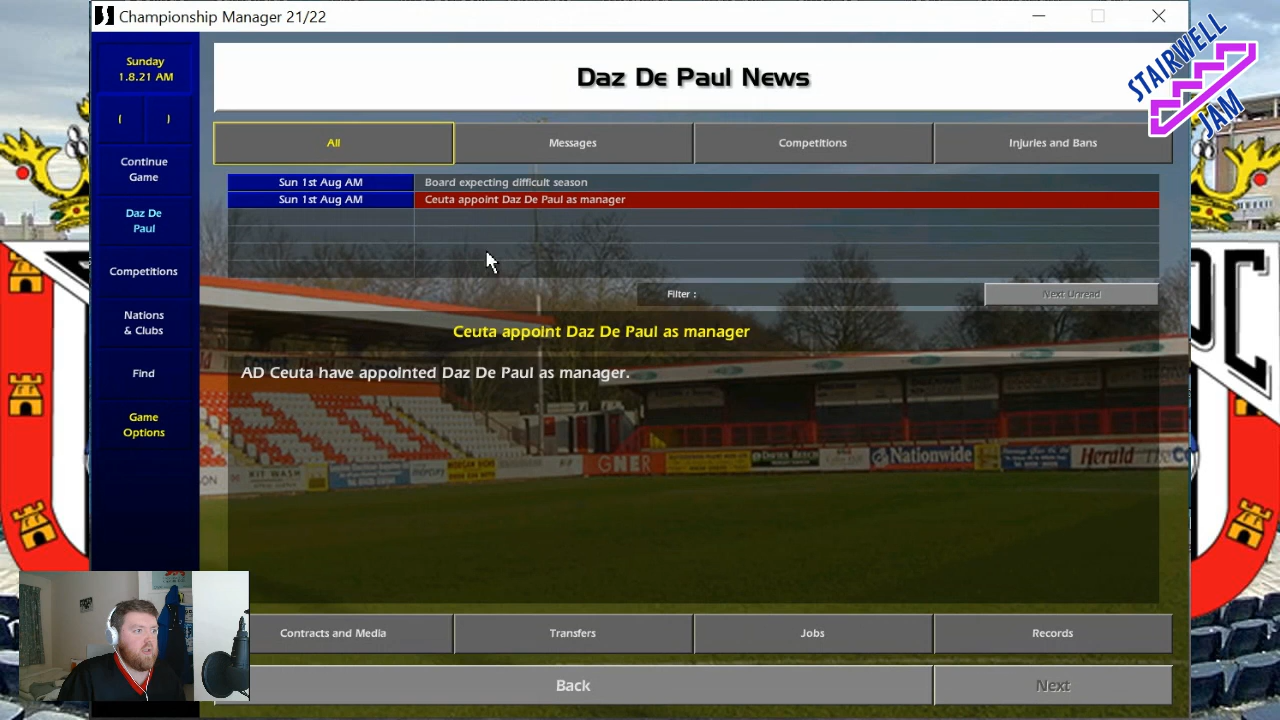 Championship Manager 21/22
STAIRWELL
JAM
Sunday
1.8.21 AM
Daz De Paul News
All
Messages
Competitions
Injuries and Bans
Continue
Game
Daz De
Paul
Competitions
Nations
& Clubs
Find
Game
Options
Sun 1st Aug AM
Board expecting difficult season
Sun 1st Aug AM
Ceuta appoint Daz De Paul as manager
Filter :
Next Unread
Ceuta appoint Daz De Paul as manager
AD Ceuta have appointed Daz De Paul as manager.
KIT WASH
GNER
Nationwide
Herald
Contracts and Media
Transfers
Jobs
Records
Back
Next